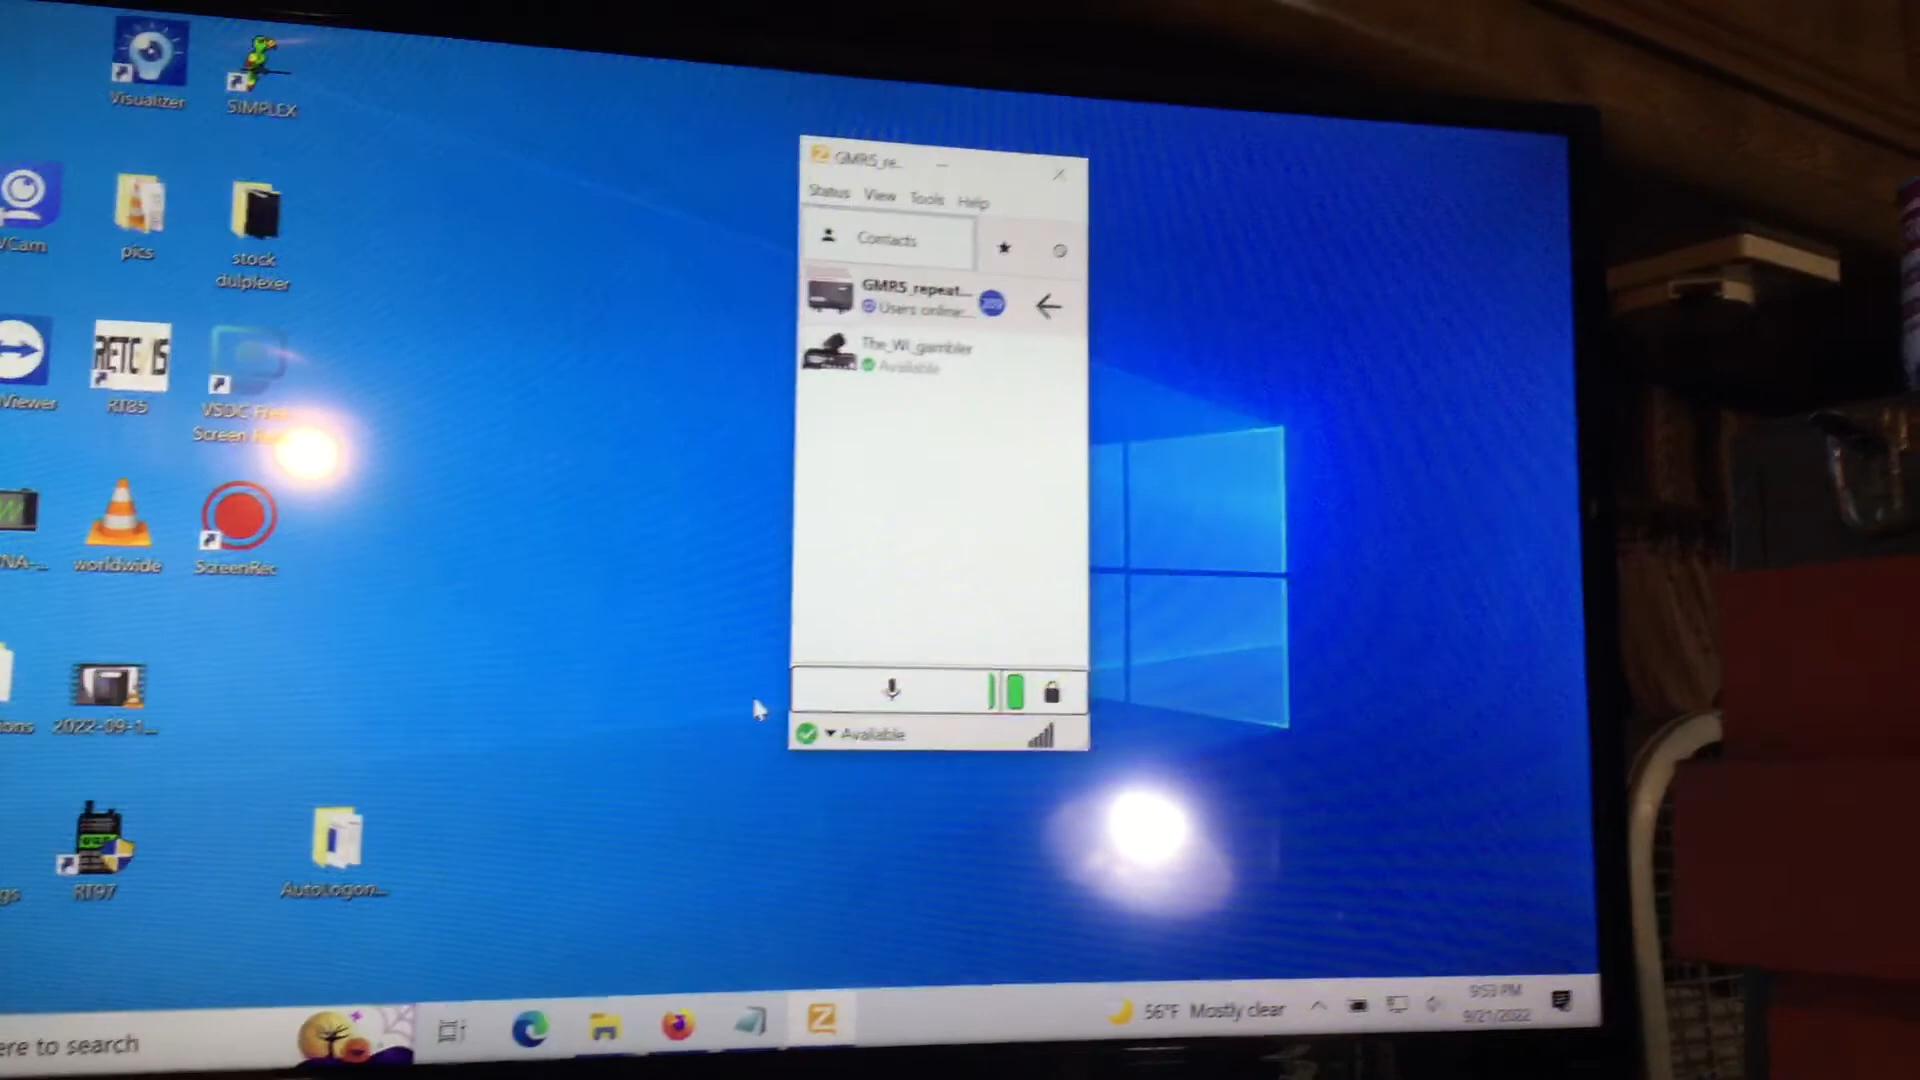 Visualizer
SIMPLEX
VCam
pics
stock
dulplexer
Viewer
RETEVIS
RT85
VSDC Free
Screen
NA-...
worldwide
ScreenRec
ions
2022-09-1...
gs
RT97
AutoLogon...
GMRS_re...
Status View Tools Help
Contacts
GMRS_repeat...
Users online:...
The_WI_gambler
Available
Available
ere to search
56°F Mostly clear
9:53 PM
9/21/2022